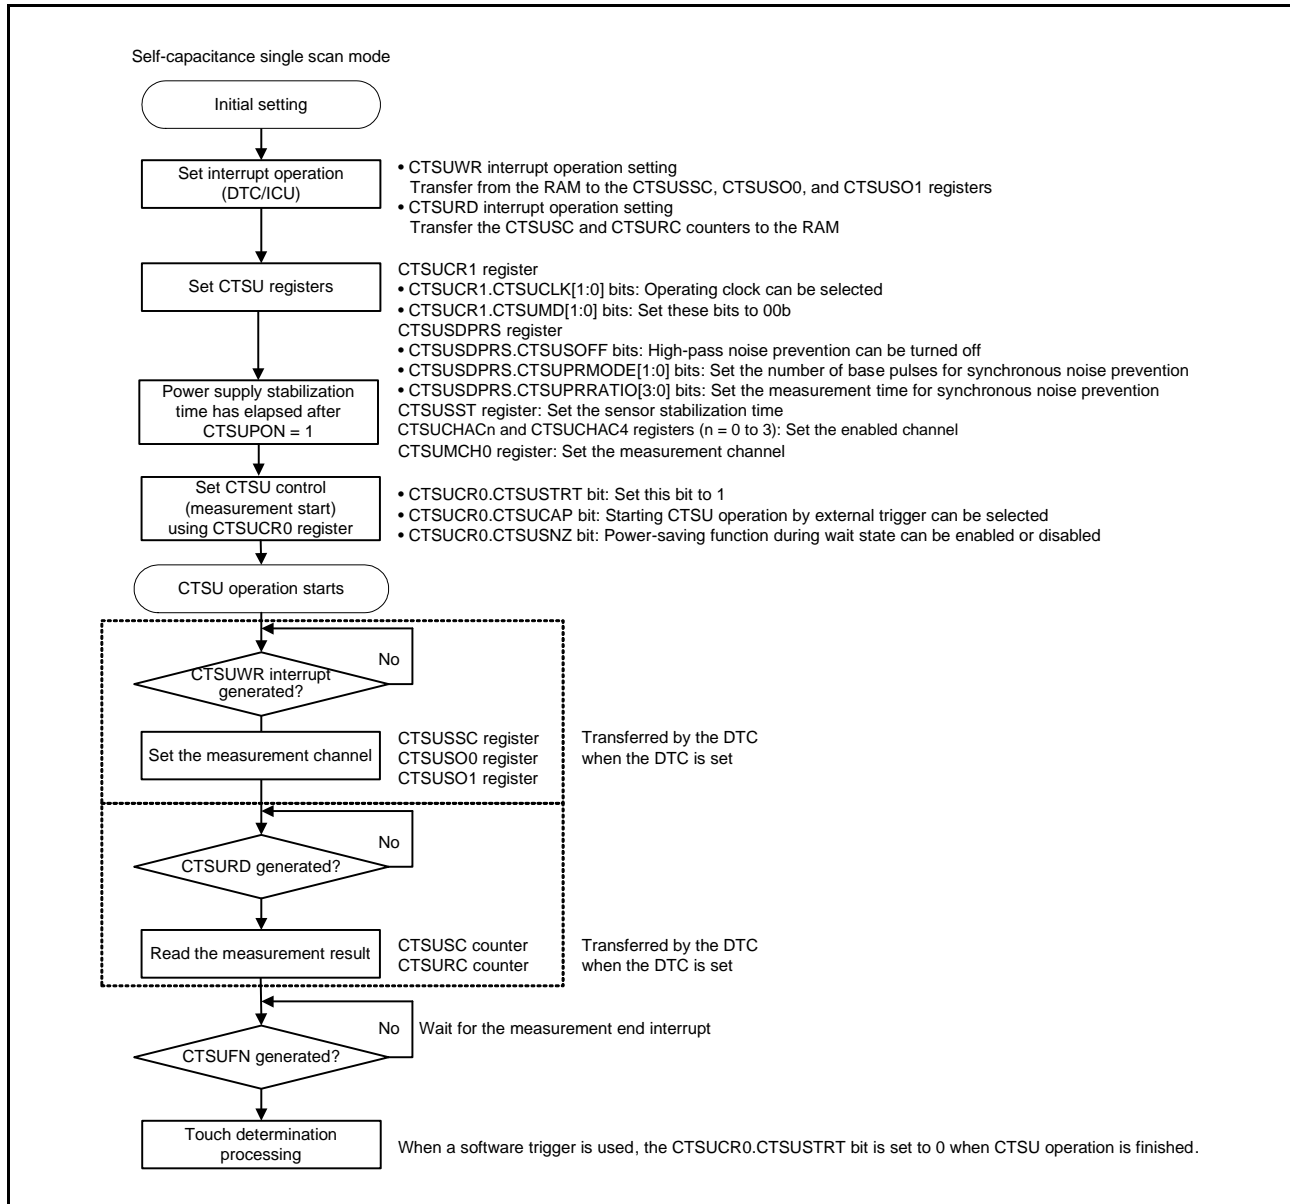 Self-capacitance single scan mode
Initial setting
Set interrupt operation
(DTC/ICU)
• CTSUWR interrupt operation setting
Transfer from the RAM to the CTSUSSC, CTSUSO0, and CTSUSO1 registers
• CTSURD interrupt operation setting
Transfer the CTSUSC and CTSURC counters to the RAM
Set CTSU registers
CTSUCR1 register
• CTSUCR1.CTSUCLK[1:0] bits: Operating clock can be selected
• CTSUCR1.CTSUMD[1:0] bits: Set these bits to 00b
CTSUSDPRS register
• CTSUSDPRS.CTSUSOFF bits: High-pass noise prevention can be turned off
• CTSUSDPRS.CTSUPRMODE[1:0] bits: Set the number of base pulses for synchronous noise prevention
• CTSUSDPRS.CTSUPRRATIO[3:0] bits: Set the measurement time for synchronous noise prevention
CTSUSST register: Set the sensor stabilization time
CTSUCHACn and CTSUCHAC4 registers (n = 0 to 3): Set the enabled channel
CTSUMCH0 register: Set the measurement channel
Power supply stabilization
time has elapsed after
CTSUPON = 1
Set CTSU control
(measurement start)
using CTSUCR0 register
• CTSUCR0.CTSUSTRT bit: Set this bit to 1
• CTSUCR0.CTSUCAP bit: Starting CTSU operation by external trigger can be selected
• CTSUCR0.CTSUSNZ bit: Power-saving function during wait state can be enabled or disabled
CTSU operation starts
No
CTSUWR interrupt
generated?
Set the measurement channel
CTSUSSC register
CTSUSO0 register
CTSUSO1 register
Transferred by the DTC
when the DTC is set
No
CTSURD generated?
Read the measurement result
CTSUSC counter
CTSURC counter
Transferred by the DTC
when the DTC is set
No
Wait for the measurement end interrupt
CTSUFN generated?
Touch determination
processing
When a software trigger is used, the CTSUCR0.CTSUSTRT bit is set to 0 when CTSU operation is finished.